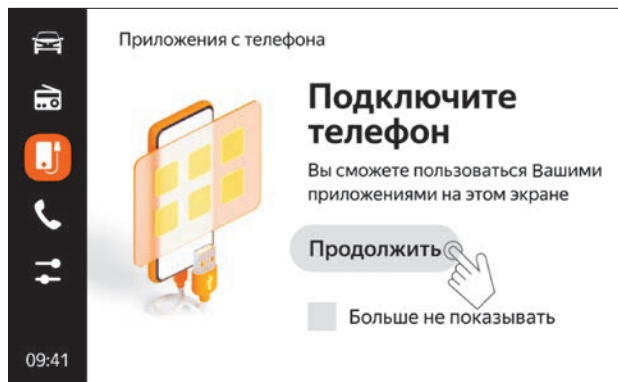 Приложения с телефона
Подключите
телефон
Вы сможете пользоваться Вашими
приложениями на этом экране
Продолжить
Больше не показывать
09:41